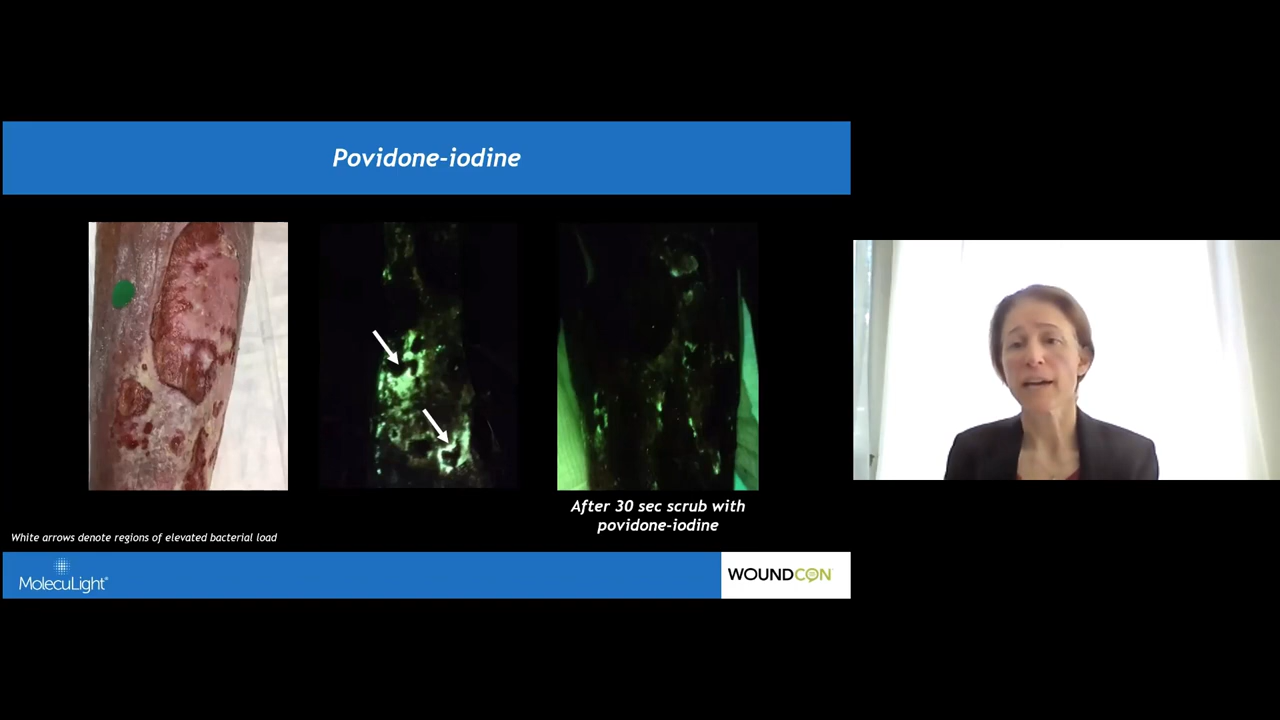 Povidone-iodine
After 30 sec scrub with
povidone-iodine
White arrows denote regions of elevated bacterial load
MolecuLight®
WOUNDCON